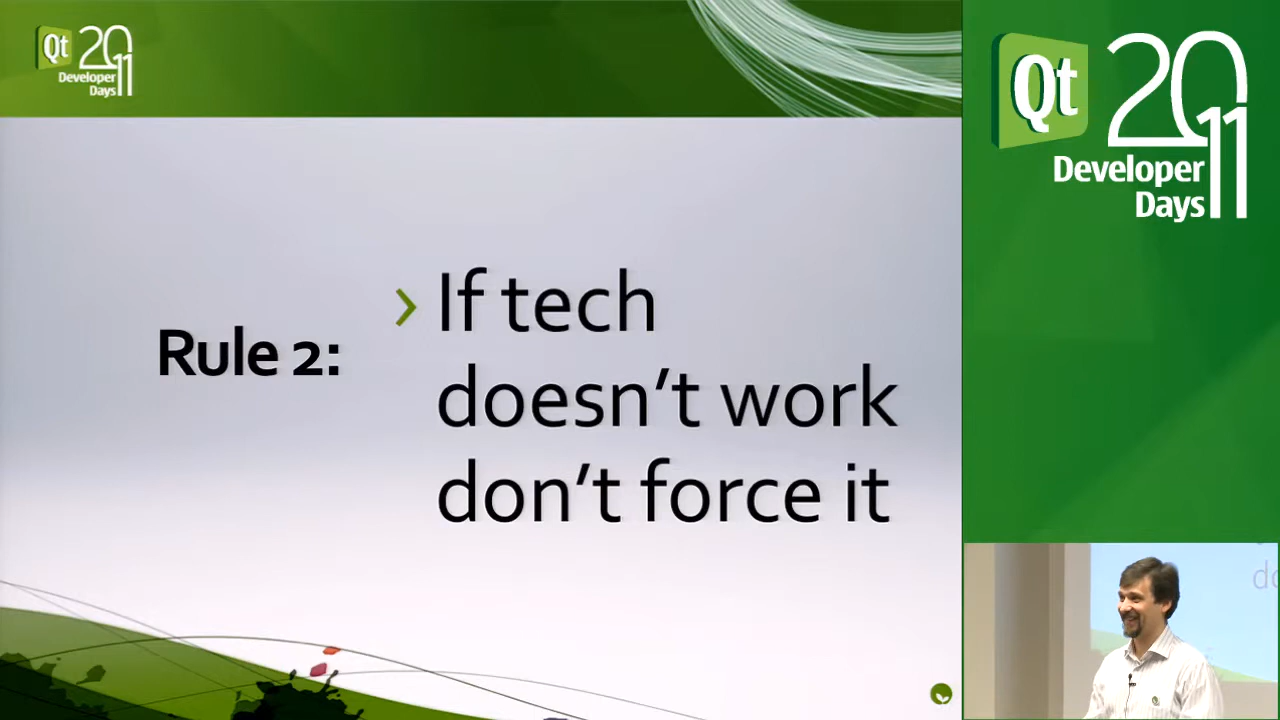 Qt 2011
Developer
Days
Rule 2:
› If tech
doesn’t work
don’t force it
Qt 2011
Developer
Days